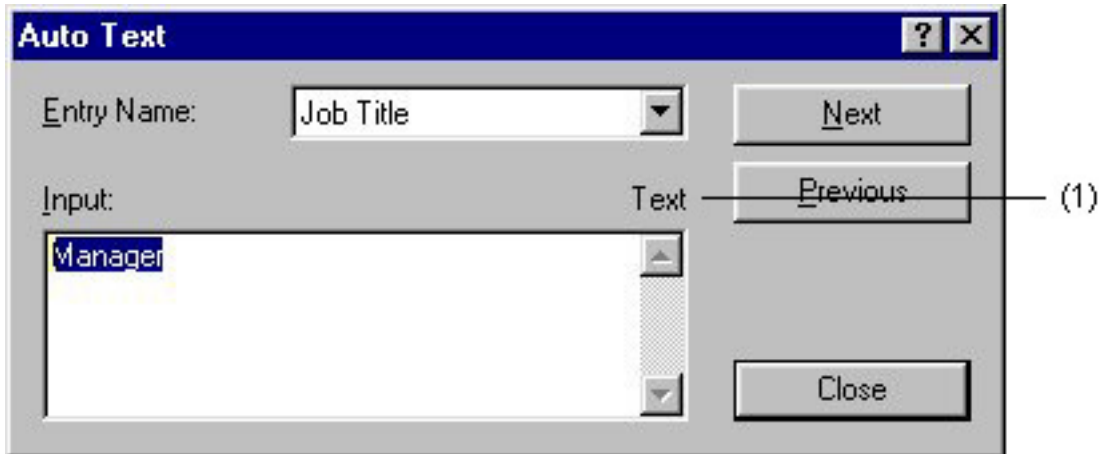 Auto Text
Entry Name: Job Title Next
Input: Text Previous (1)
Manager
Close